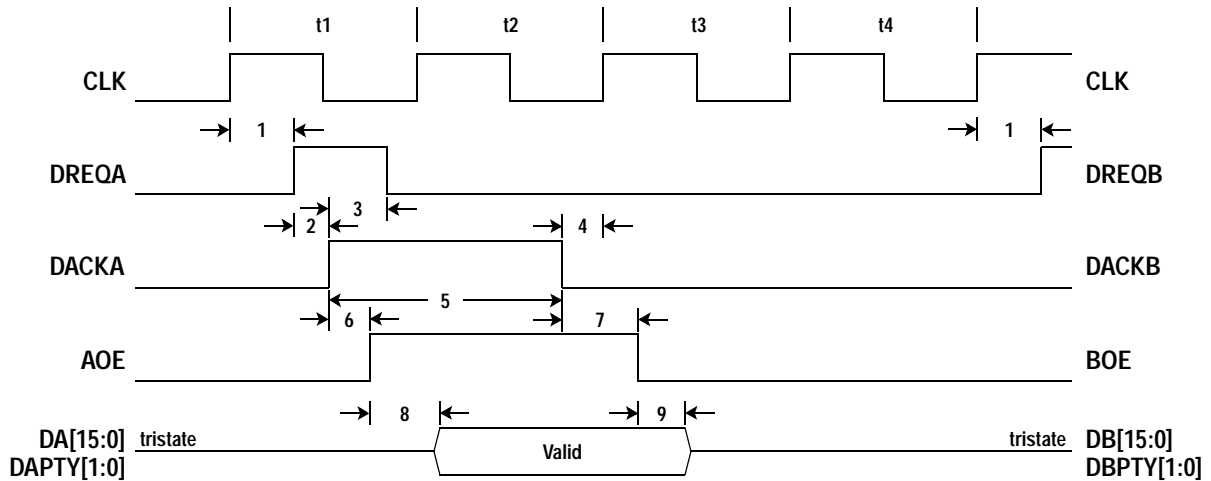 t1 t2 t3 t4
CLK CLK
1 1
DREQA DREQB
2 3 4
DACKA DACKB
5
6 7
AOE BOE
8 9
DA[15:0] tristate Valid tristate DB[15:0]
DAPTY[1:0] DBPTY[1:0]